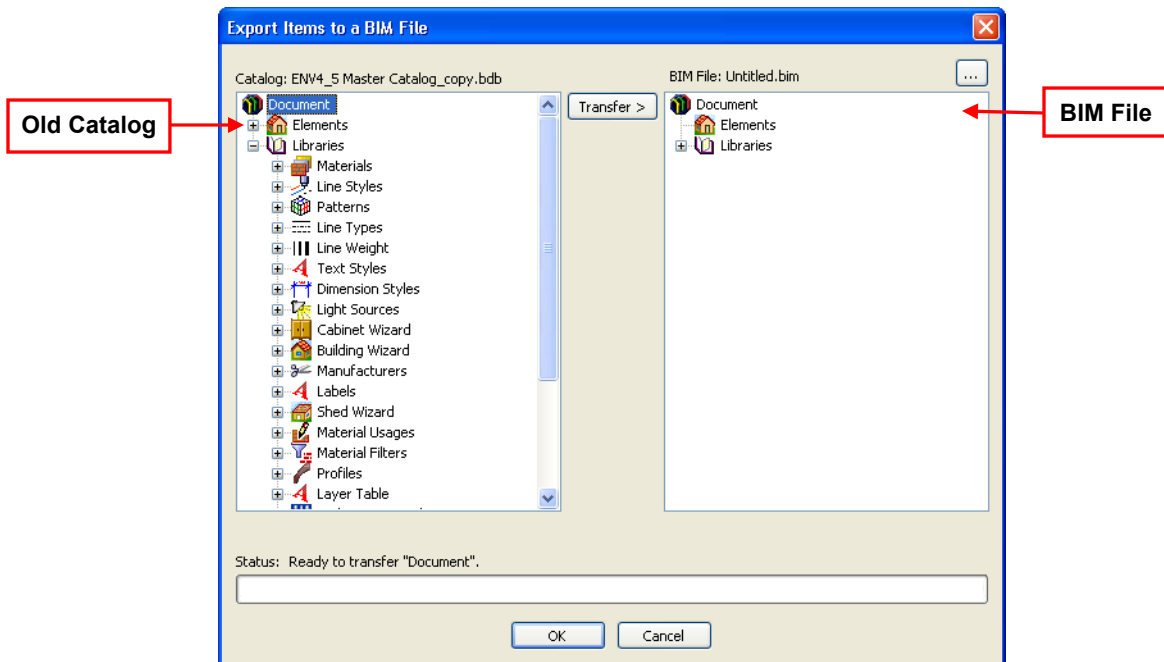 Export Items to a BIM File
Catalog: ENV4_5 Master Catalog_copy.bdb
BIM File: Untitled.bim
...
Old Catalog
Document
Elements
Libraries
Materials
Line Styles
Patterns
Line Types
Line Weight
Text Styles
Dimension Styles
Light Sources
Cabinet Wizard
Building Wizard
Manufacturers
Labels
Shed Wizard
Material Usages
Material Filters
Profiles
Layer Table
Transfer >
Document
Elements
Libraries
BIM File
Status: Ready to transfer "Document".
OK
Cancel